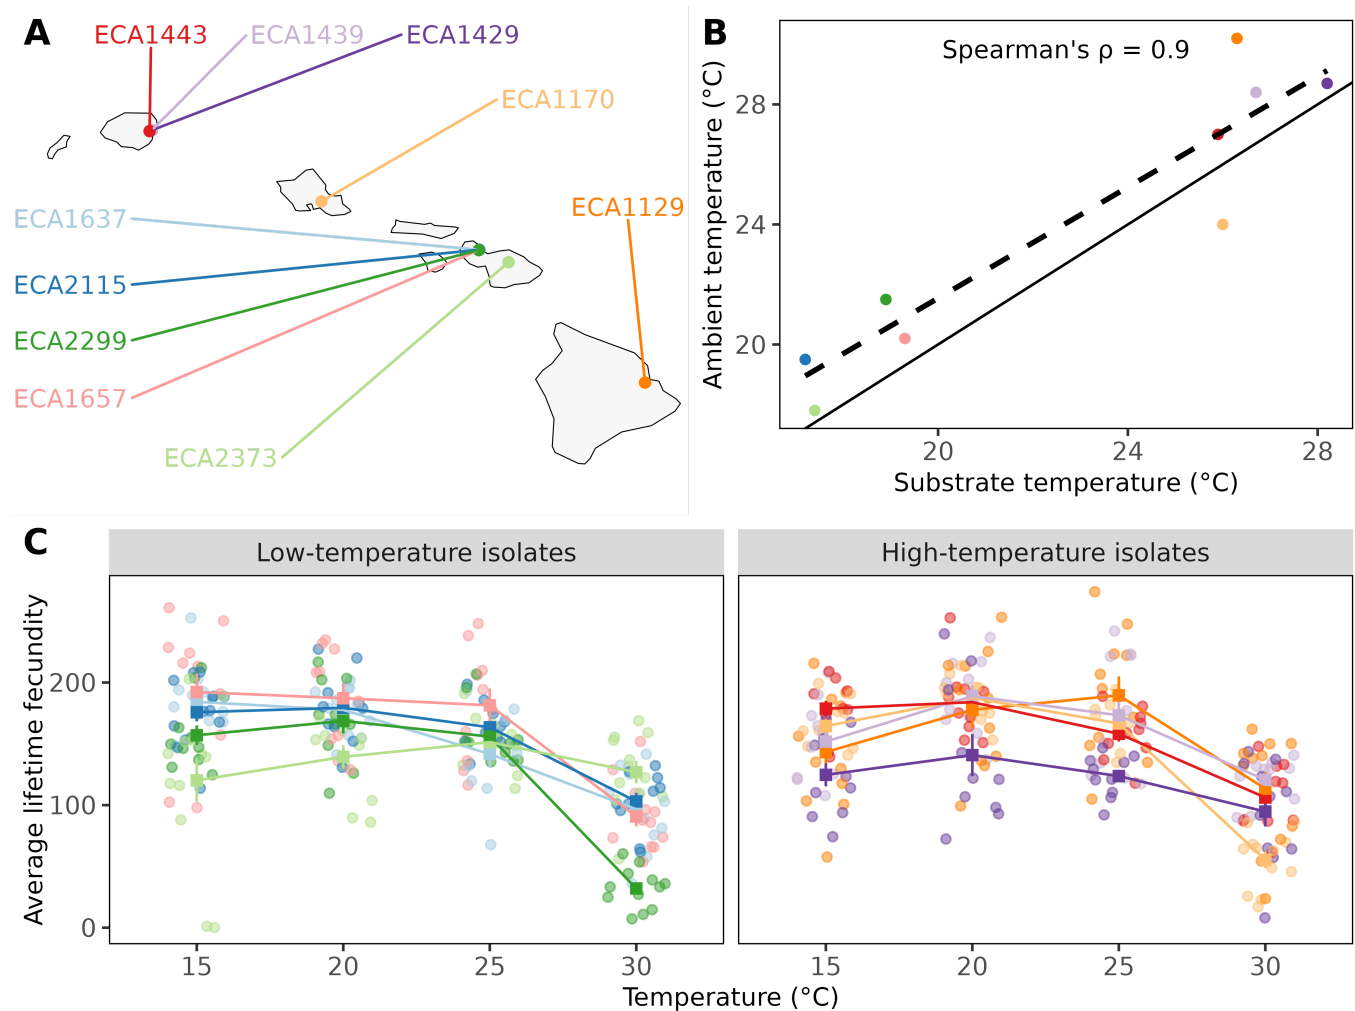 A
ECA1443
ECA1439
ECA1429
ECA1170
ECA1129
ECA1637
ECA2115
ECA2299
ECA1657
ECA2373
B
Spearman's ρ = 0.9
Ambient temperature (°C)
28
24
20
20 24 28
Substrate temperature (°C)
C
Low-temperature isolates
High-temperature isolates
Average lifetime fecundity
200
100
0
15 20 25 30
15 20 25 30
Temperature (°C)